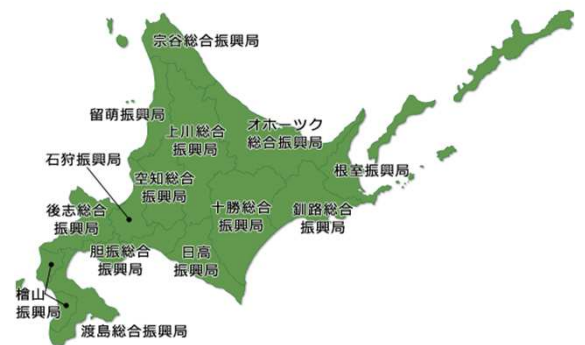 宗谷総合振興局
留萌振興局
上川総合
振興局
オホーツク
総合振興局
石狩振興局
空知総合
振興局
根室振興局
後志総合
振興局
十勝総合
振興局
釧路総合
振興局
胆振総合
振興局
日高
振興局
檜山
振興局
渡島総合振興局